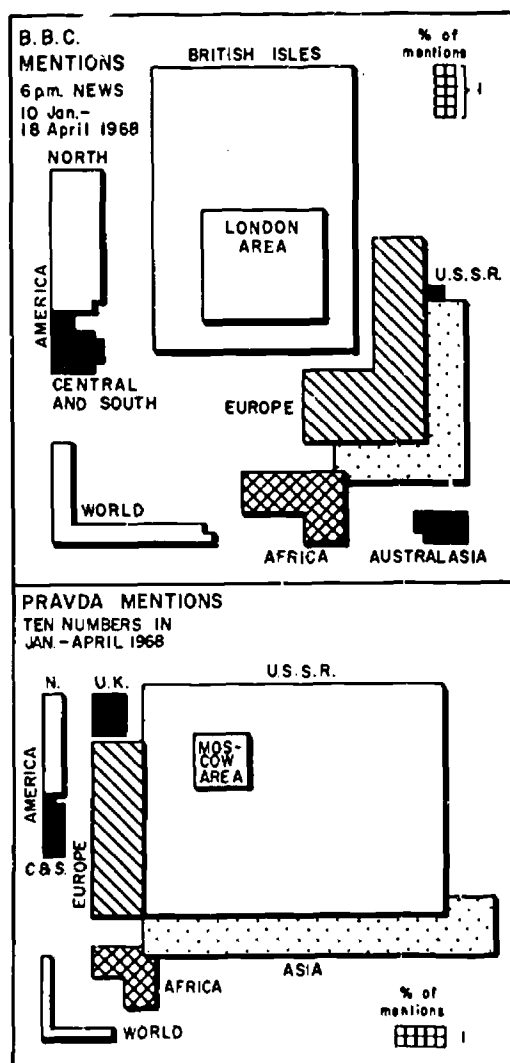 B.B.C.
MENTIONS
6 p.m. NEWS
10 Jan.-
18 April 1968
BRITISH ISLES
% of
mentions
1
NORTH
AMERICA
CENTRAL
AND SOUTH
LONDON
AREA
U.S.S.R.
EUROPE
WORLD
AFRICA
AUSTRALASIA
PRAVDA MENTIONS
TEN NUMBERS IN
JAN.-APRIL 1968
N.
U.K.
U.S.S.R.
AMERICA
MOS-
COW
AREA
C & S.
EUROPE
ASIA
AFRICA
WORLD
% of
mentions
1